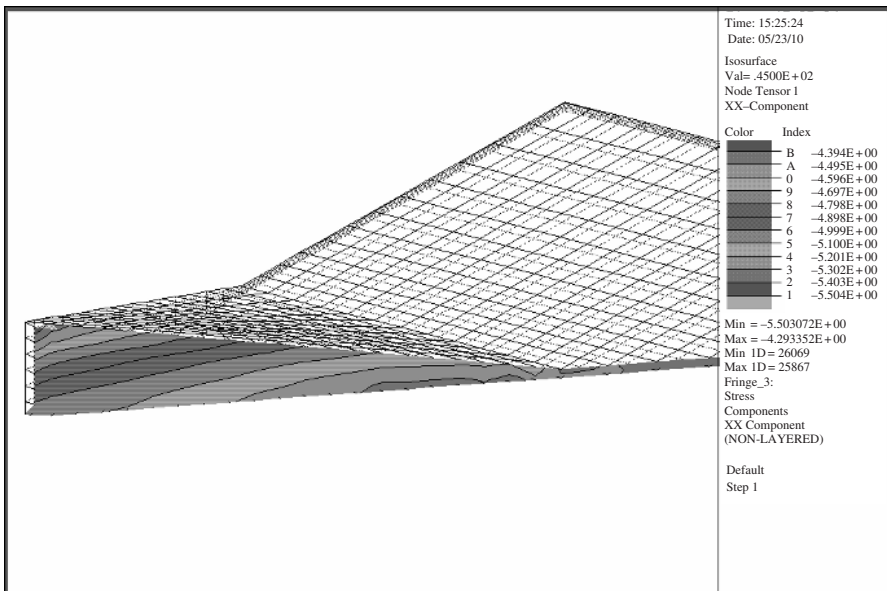 Time: 15:25:24
Date: 05/23/10
Isosurface
Val= .4500E+02
Node Tensor 1
XX–Component
Color Index
B –4.394E+00
A –4.495E+00
0 –4.596E+00
9 –4.697E+00
8 –4.798E+00
7 –4.898E+00
6 –4.999E+00
5 –5.100E+00
4 –5.201E+00
3 –5.302E+00
2 –5.403E+00
1 –5.504E+00
Min = –5.503072E+00
Max = –4.293352E+00
Min 1D = 26069
Max 1D = 25867
Fringe_3:
Stress
Components
XX Component
(NON-LAYERED)
Default
Step 1